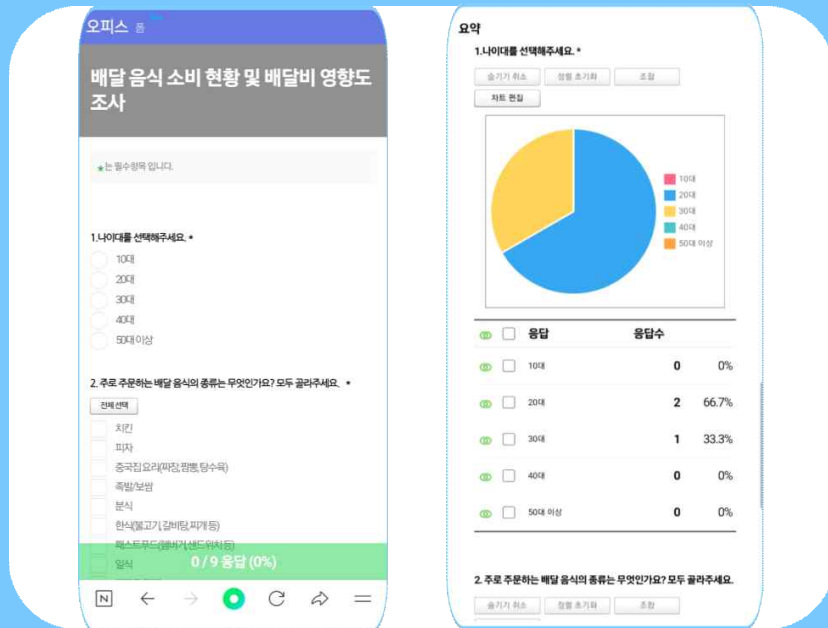 오피스 폼
배달 음식 소비 현황 및 배달비 영향도
조사
*는 필수항목 입니다.
1.나이대를 선택해주세요. *
10대
20대
30대
40대
50대 이상
2. 주로 주문하는 배달 음식의 종류는 무엇인가요? 모두 골라주세요. *
전체 선택
치킨
피자
중국집 요리(짜장,짬뽕,탕수육)
족발/보쌈
분식
한식(불고기,갈비탕,찌개 등)
패스트푸드(햄버거,샌드위치 등)
일식
0 / 9 응답 (0%)
N
요약
1.나이대를 선택해주세요. *
숨기기 취소 정렬 초기화 조합
차트 편집
10대
20대
30대
40대
50대 이상
응답 응답수
10대 0 0%
20대 2 66.7%
30대 1 33.3%
40대 0 0%
50대 이상 0 0%
2. 주로 주문하는 배달 음식의 종류는 무엇인가요? 모두 골라주세요.
숨기기 취소 정렬 초기화 조합